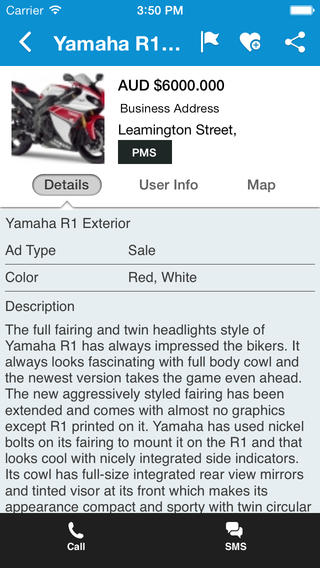 Carrier 3:50 PM
Yamaha R1...
AUD $6000.000
Business Address
Leamington Street,
PMS
Details User Info Map
Yamaha R1 Exterior
Ad Type Sale
Color Red, White
Description
The full fairing and twin headlights style of
Yamaha R1 has always impressed the bikers. It
always looks fascinating with full body cowl and
the newest version takes the game even ahead.
The new aggressively styled fairing has been
extended and comes with almost no graphics
except R1 printed on it. Yamaha has used nickel
bolts on its fairing to mount it on the R1 and that
looks cool with nicely integrated side indicators.
Its cowl has full-size integrated rear view mirrors
and tinted visor at its front which makes its
appearance compact and sporty with twin circular
Call SMS